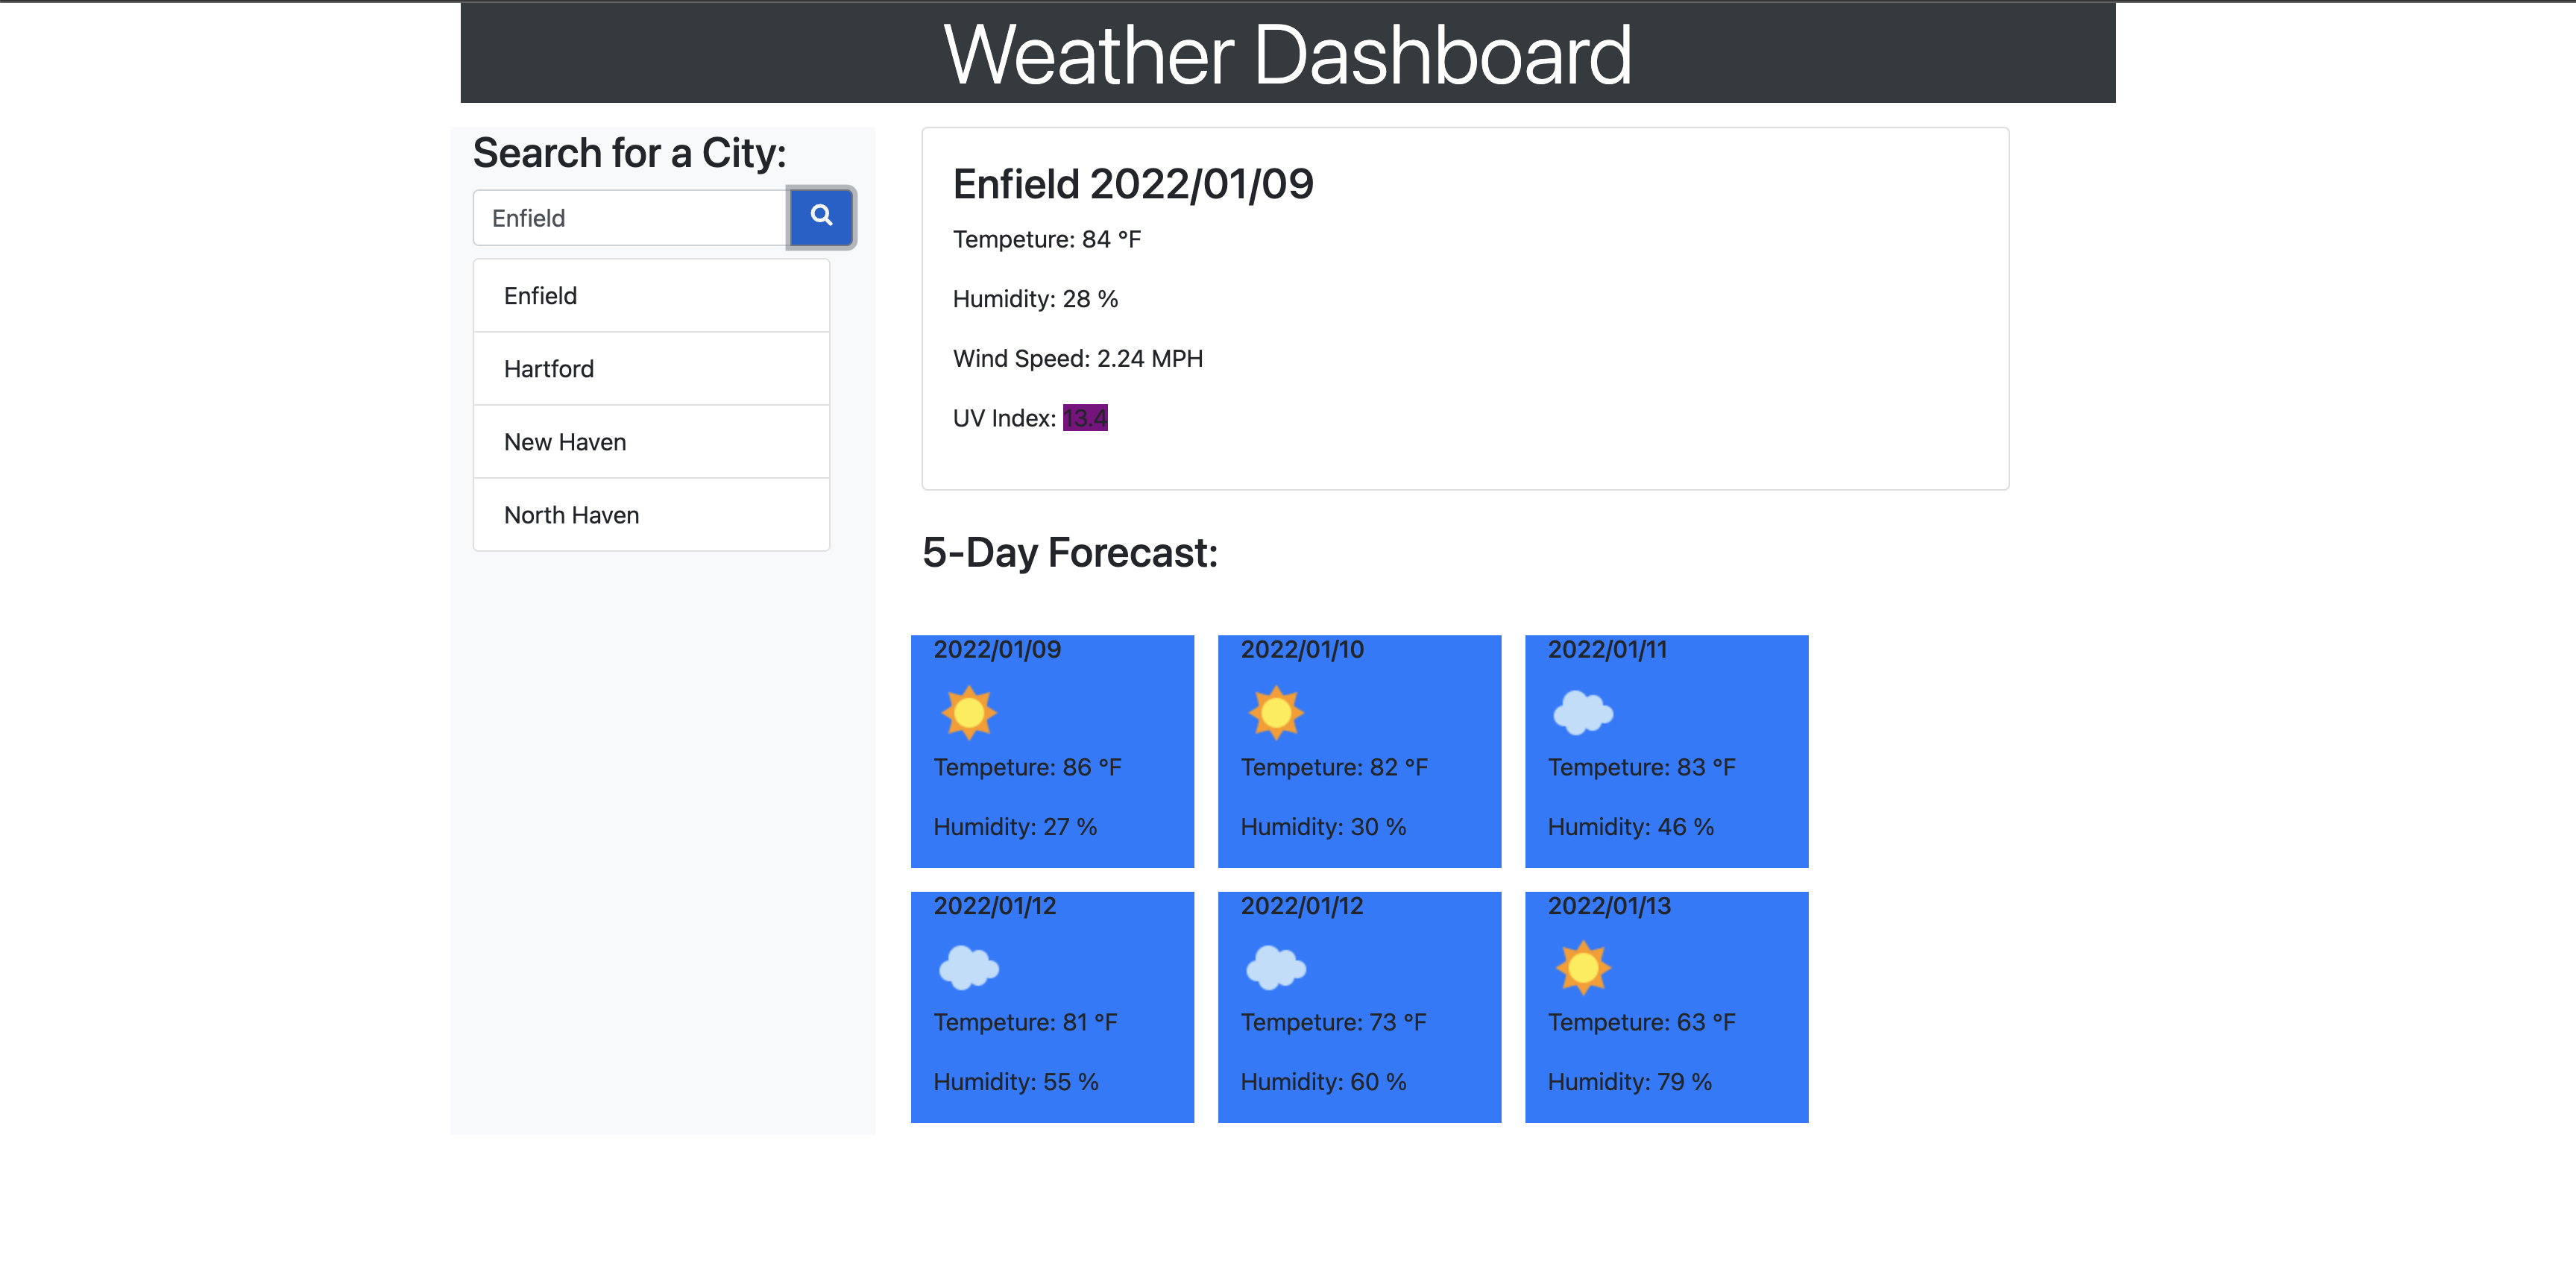 Weather Dashboard
Search for a City:
Enfield
Enfield
Hartford
New Haven
North Haven
Enfield 2022/01/09
Tempeture: 84 °F
Humidity: 28 %
Wind Speed: 2.24 MPH
UV Index: 13.4
5-Day Forecast:
2022/01/09
Tempeture: 86 °F
Humidity: 27 %
2022/01/10
Tempeture: 82 °F
Humidity: 30 %
2022/01/11
Tempeture: 83 °F
Humidity: 46 %
2022/01/12
Tempeture: 81 °F
Humidity: 55 %
2022/01/12
Tempeture: 73 °F
Humidity: 60 %
2022/01/13
Tempeture: 63 °F
Humidity: 79 %